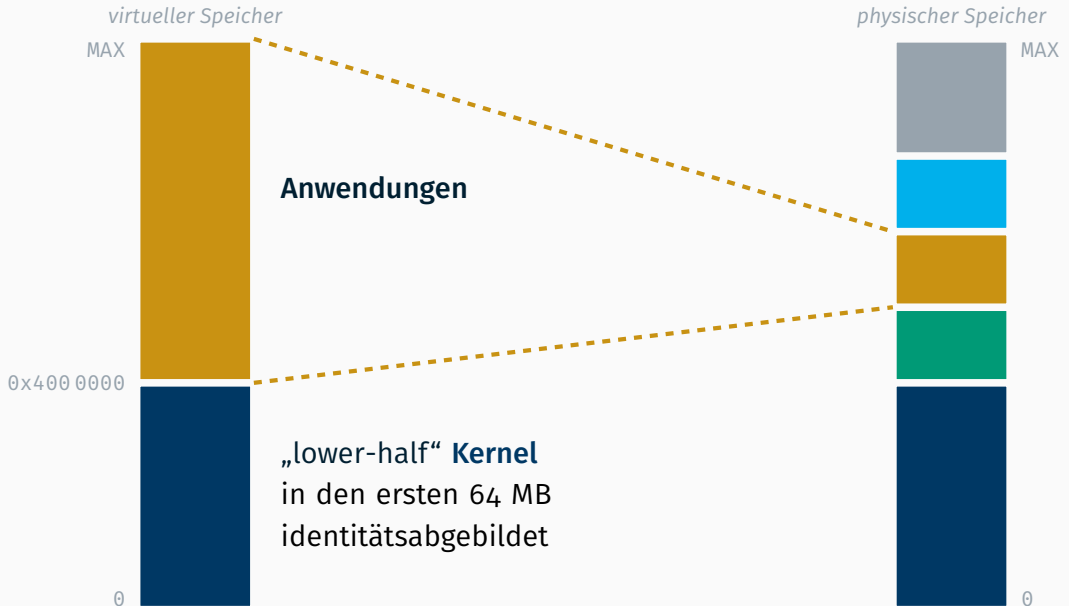 virtueller Speicher
physischer Speicher
MAX
MAX
Anwendungen
0x400 0000
„lower-half“ Kernel
in den ersten 64 MB
identitätsabgebildet
0
0